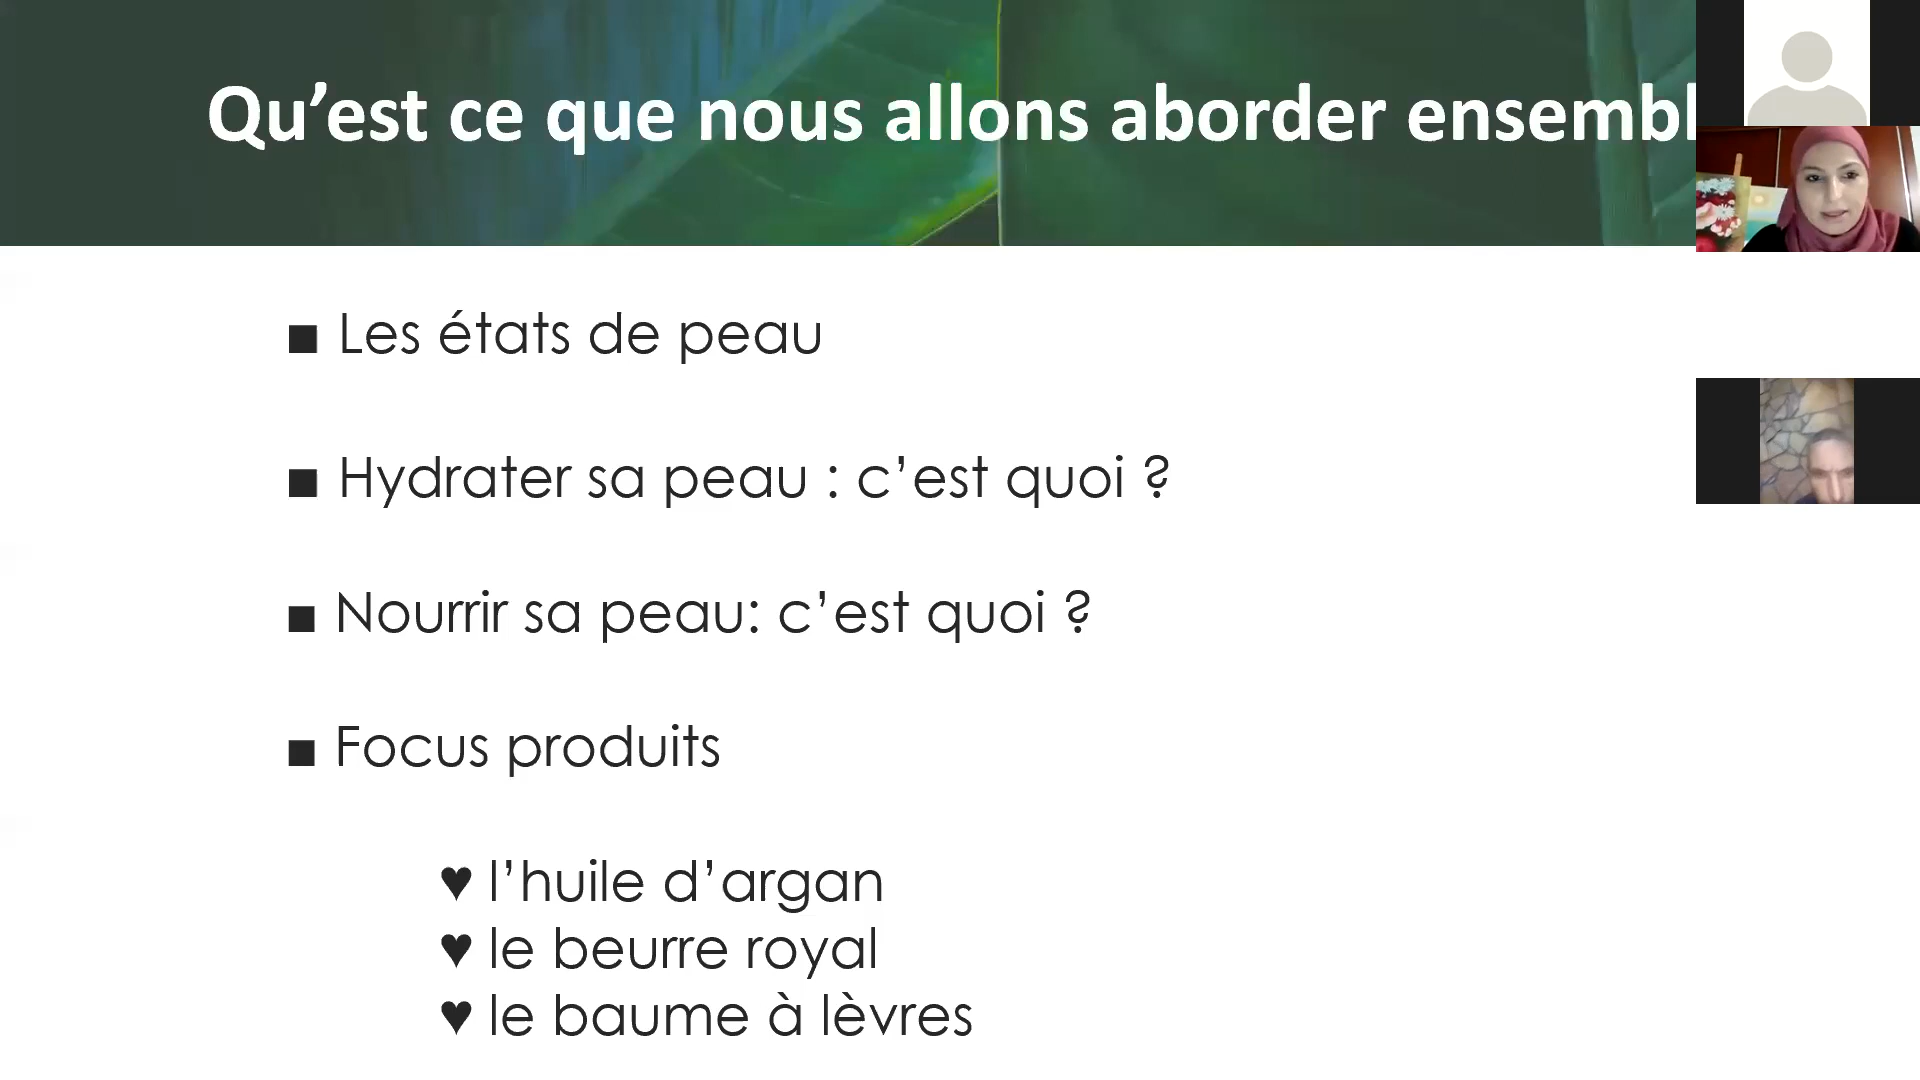 Qu’est ce que nous allons aborder ensembl
■ Les états de peau
■ Hydrater sa peau : c’est quoi ?
■ Nourrir sa peau: c’est quoi ?
■ Focus produits
♥ l’huile d’argan
♥ le beurre royal
♥ le baume à lèvres